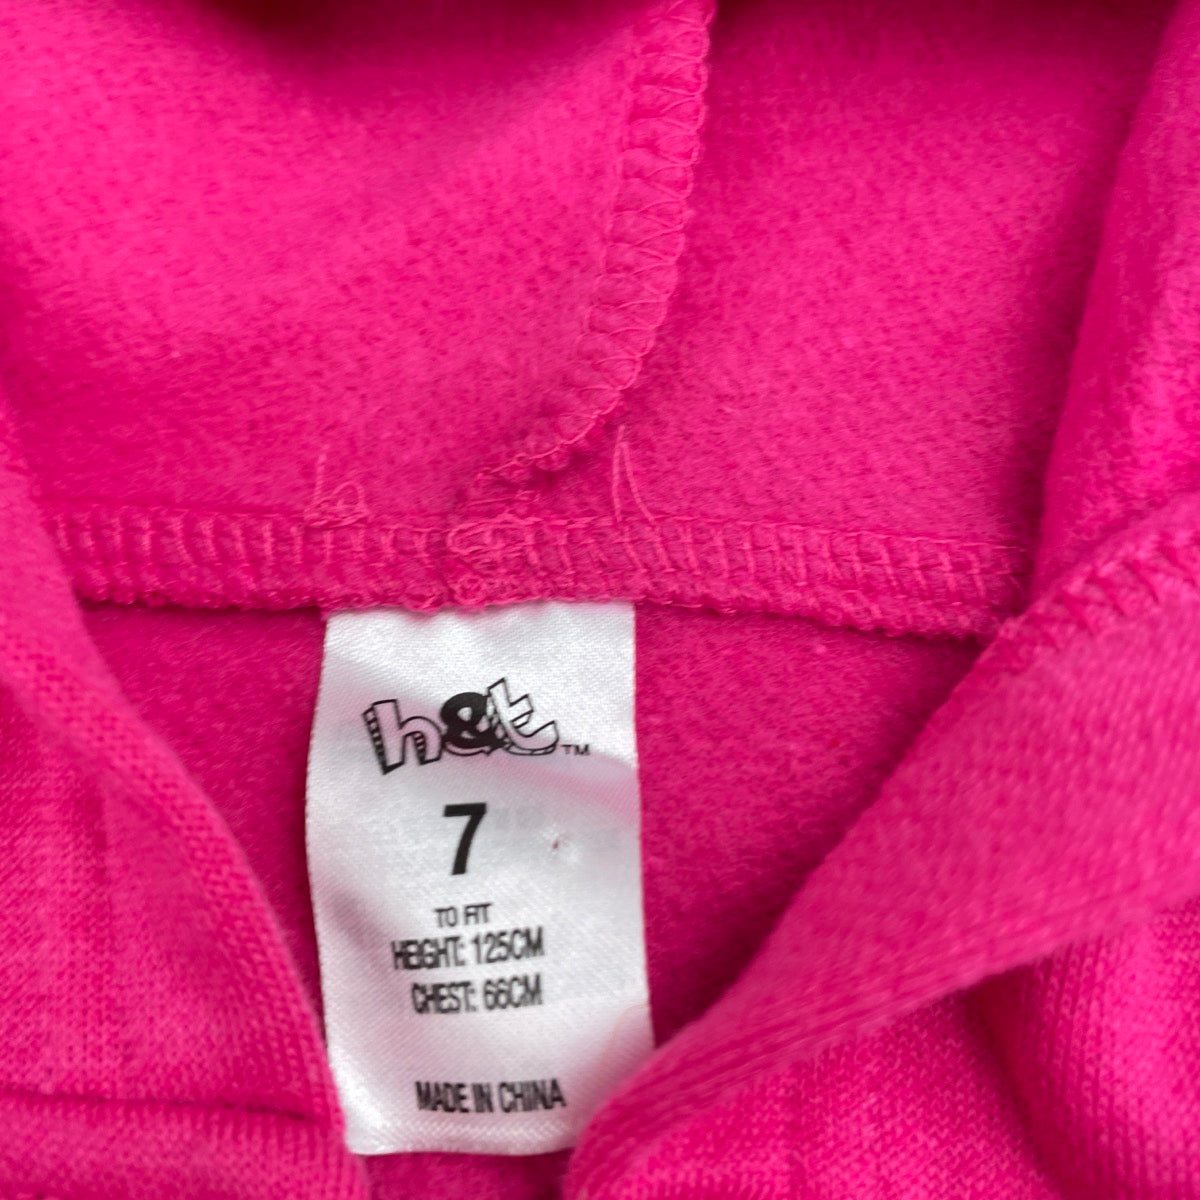 h&t™
7
TO FIT
HEIGHT: 125CM
CHEST: 66CM
MADE IN CHINA